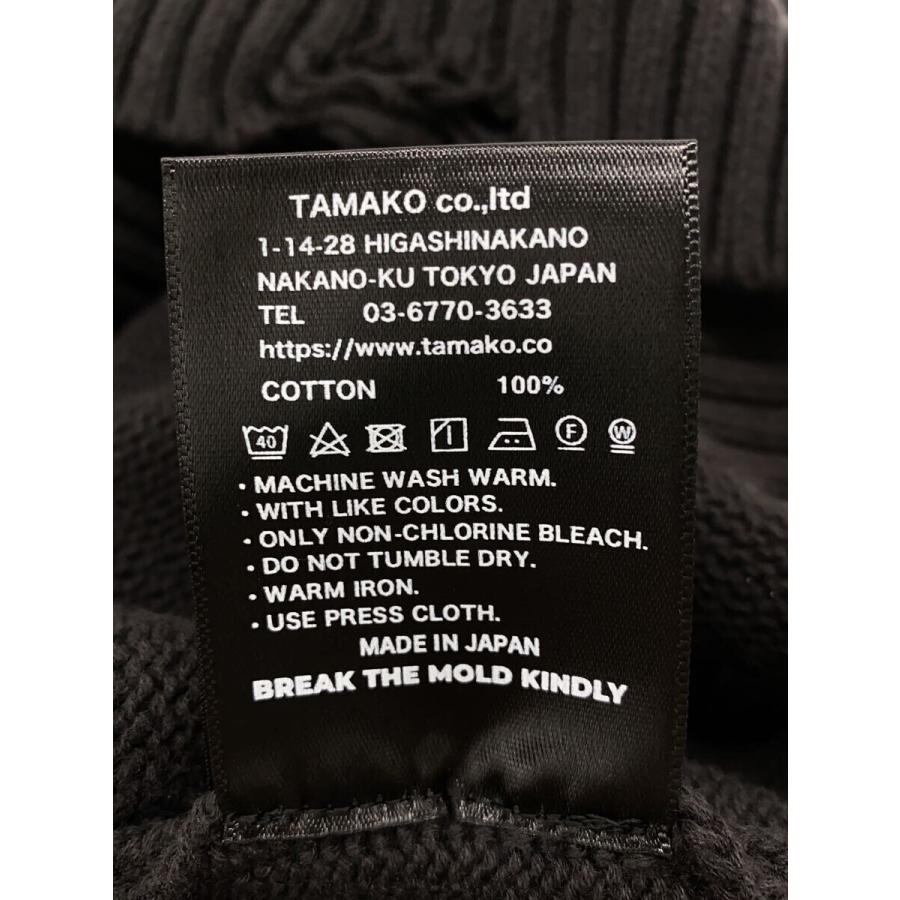 TAMAKO co.,ltd
1-14-28 HIGASHINAKANO
NAKANO-KU TOKYO JAPAN
TEL 03-6770-3633
https://www.tamako.co
COTTON 100%
40 F W
• MACHINE WASH WARM.
• WITH LIKE COLORS.
• ONLY NON-CHLORINE BLEACH.
• DO NOT TUMBLE DRY.
• WARM IRON.
• USE PRESS CLOTH.
MADE IN JAPAN
BREAK THE MOLD KINDLY